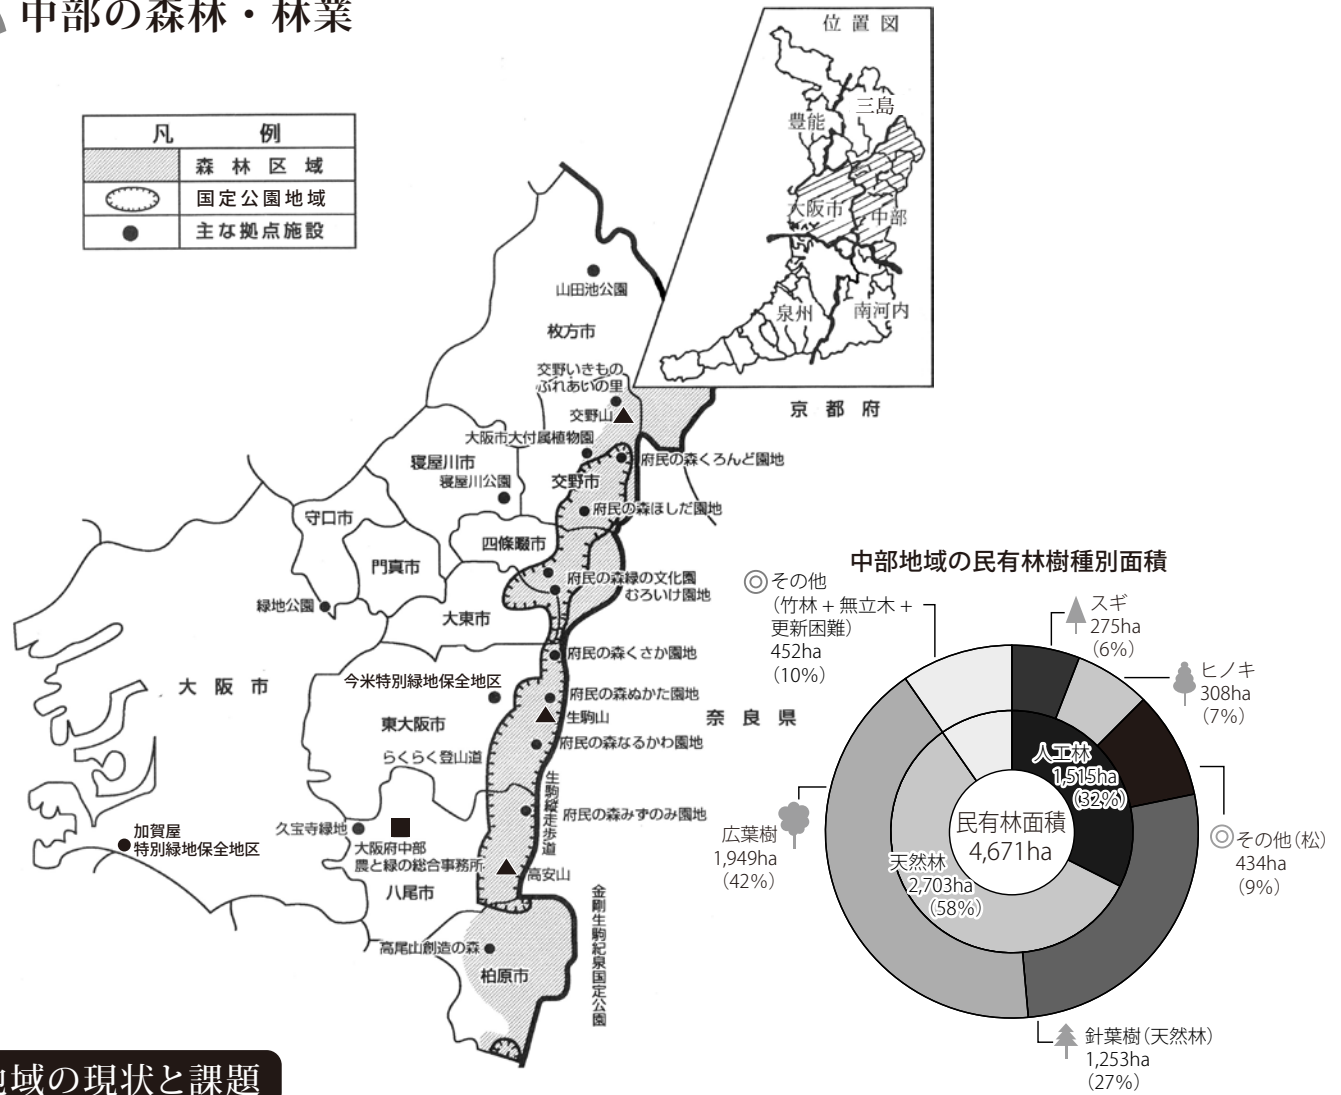 中部の森林・林業
凡例
森林区域
国定公園地域
主な拠点施設
位置図
豊能
三島
大阪市
中部
泉州
南河内
山田池公園
枚方市
交野いきもの
ふれあいの里
交野山
大阪市大付属植物園
府民の森くろんど園地
寝屋川市
寝屋川公園
交野市
府民の森ほしだ園地
守口市
四條畷市
門真市
府民の森緑の文化園
むろいけ園地
緑地公園
大東市
府民の森くさか園地
大阪市
今米特別緑地保全地区
府民の森ぬかた園地
生駒山
東大阪市
府民の森なるかわ園地
らくらく登山道
生駒縦走歩道
府民の森みずのみ園地
久宝寺緑地
加賀屋
特別緑地保全地区
大阪府中部
農と緑の総合事務所
高安山
八尾市
高尾山創造の森
柏原市
金剛生駒紀泉国定公園
京都府
奈良県
中部地域の民有林樹種別面積
◎その他
(竹林+無立木+
更新困難)
452ha
(10%)
スギ
275ha
(6%)
ヒノキ
308ha
(7%)
人工林
1,515ha
(32%)
民有林面積
4,671ha
天然林
2,703ha
(58%)
広葉樹
1,949ha
(42%)
◎その他(松)
434ha
(9%)
針葉樹(天然林)
1,253ha
(27%)
地域の現状と課題